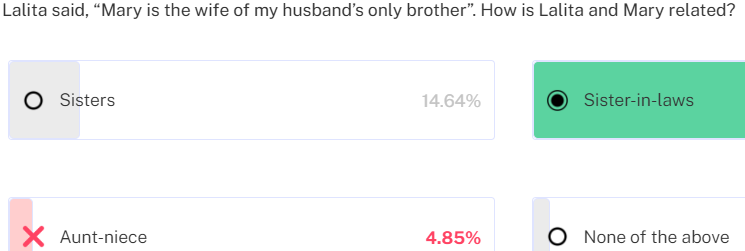 Lalita said, “Mary is the wife of my husband’s only brother”. How is Lalita and Mary related?
Sisters 14.64% Sister-in-laws
Aunt-niece 4.85% None of the above